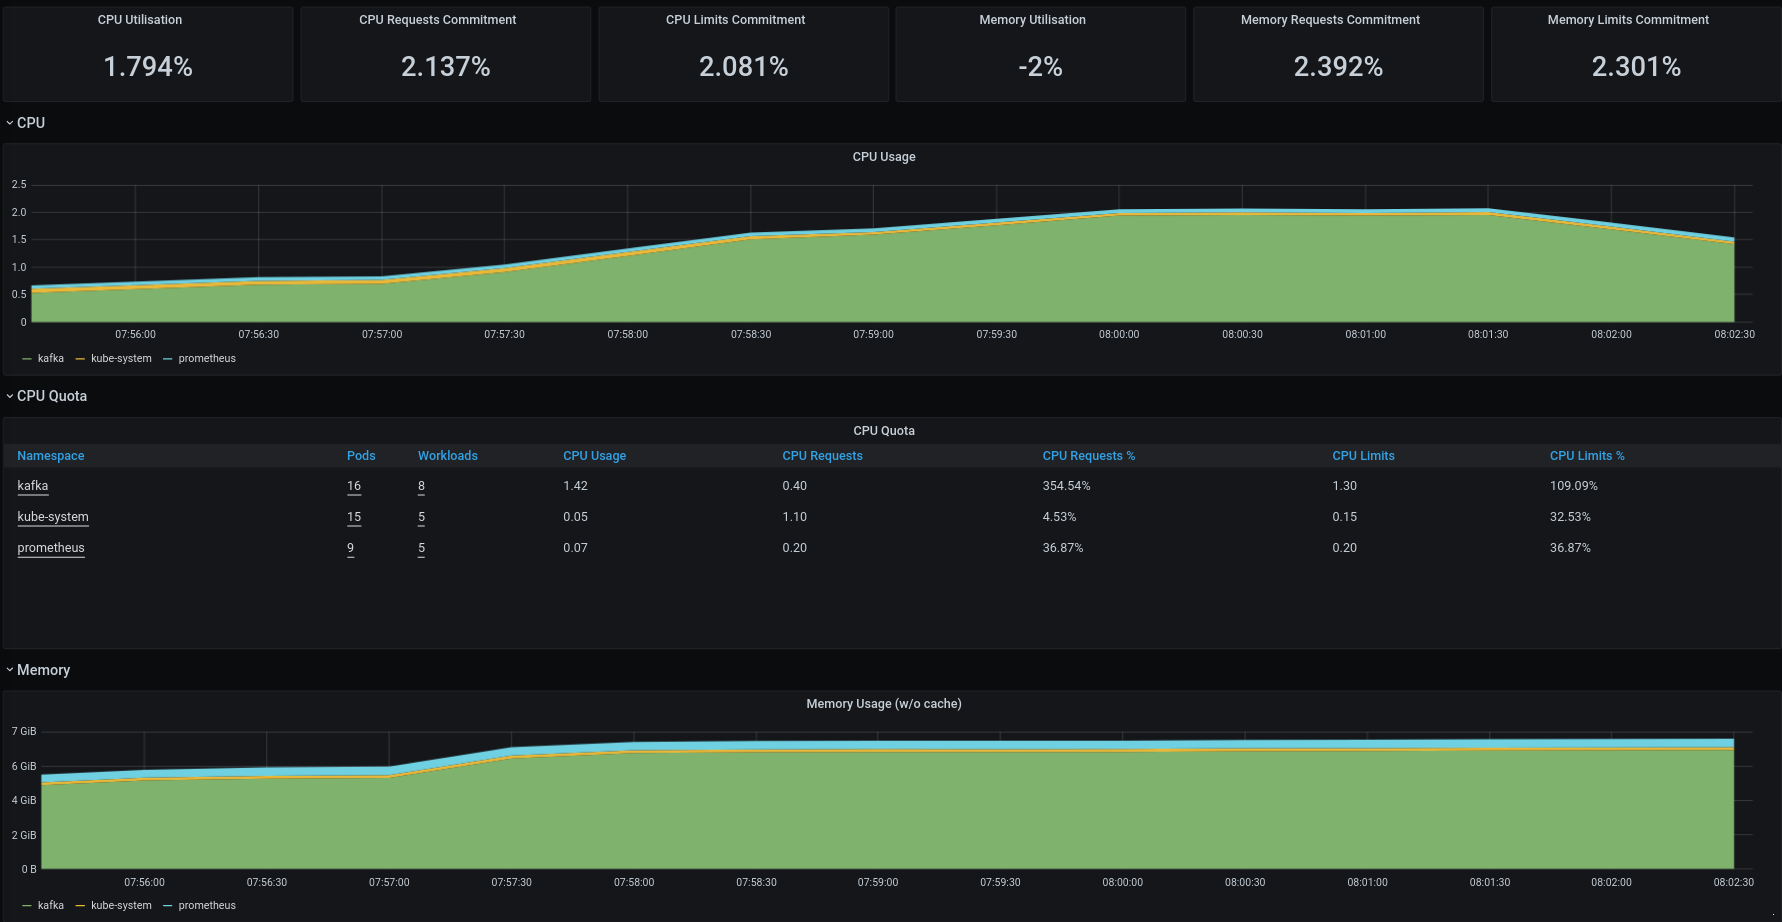 CPU Utilisation CPU Requests Commitment CPU Limits Commitment Memory Utilisation Memory Requests Commitment Memory Limits Commitment
1.794% 2.137% 2.081% -2% 2.392% 2.301%
CPU
CPU Usage
2.5
2.0
1.5
1.0
0.5
0
07:56:00 07:56:30 07:57:00 07:57:30 07:58:00 07:58:30 07:59:00 07:59:30 08:00:00 08:00:30 08:01:00 08:01:30 08:02:00 08:02:30
kafka kube-system prometheus
CPU Quota
CPU Quota
Namespace Pods Workloads CPU Usage CPU Requests CPU Requests % CPU Limits CPU Limits %
kafka 16 8 1.42 0.40 354.54% 1.30 109.09%
kube-system 15 5 0.05 1.10 4.53% 0.15 32.53%
prometheus 9 5 0.07 0.20 36.87% 0.20 36.87%
Memory
Memory Usage (w/o cache)
7 GiB
6 GiB
4 GiB
2 GiB
0 B
07:56:00 07:56:30 07:57:00 07:57:30 07:58:00 07:58:30 07:59:00 07:59:30 08:00:00 08:00:30 08:01:00 08:01:30 08:02:00 08:02:30
kafka kube-system prometheus